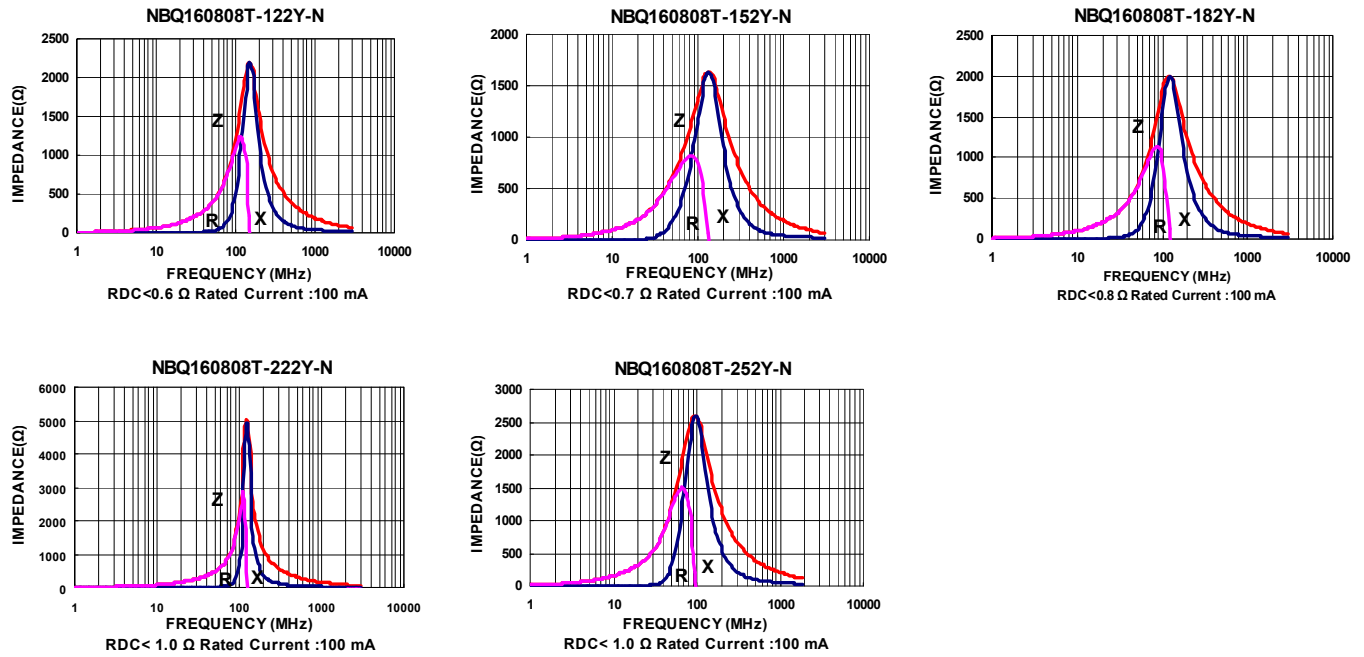 NBQ160808T-122Y-N
2500
2000
1500
1000
500
0
IMPEDANCE(Ω)
Z
R
X
1 10 100 1000 10000
FREQUENCY (MHz)
RDC<0.6 Ω Rated Current :100 mA
NBQ160808T-152Y-N
2000
1500
1000
500
0
IMPEDANCE(Ω)
Z
R
X
1 10 100 1000 10000
FREQUENCY (MHz)
RDC<0.7 Ω Rated Current :100 mA
NBQ160808T-182Y-N
2500
2000
1500
1000
500
0
IMPEDANCE(Ω)
Z
R
X
1 10 100 1000 10000
FREQUENCY (MHz)
RDC<0.8 Ω Rated Current :100 mA
NBQ160808T-222Y-N
6000
5000
4000
3000
2000
1000
0
IMPEDANCE(Ω)
Z
R
X
1 10 100 1000 10000
FREQUENCY (MHz)
RDC< 1.0 Ω Rated Current :100 mA
NBQ160808T-252Y-N
3000
2500
2000
1500
1000
500
0
IMPEDANCE(Ω)
Z
R
X
1 10 100 1000 10000
FREQUENCY (MHz)
RDC< 1.0 Ω Rated Current :100 mA